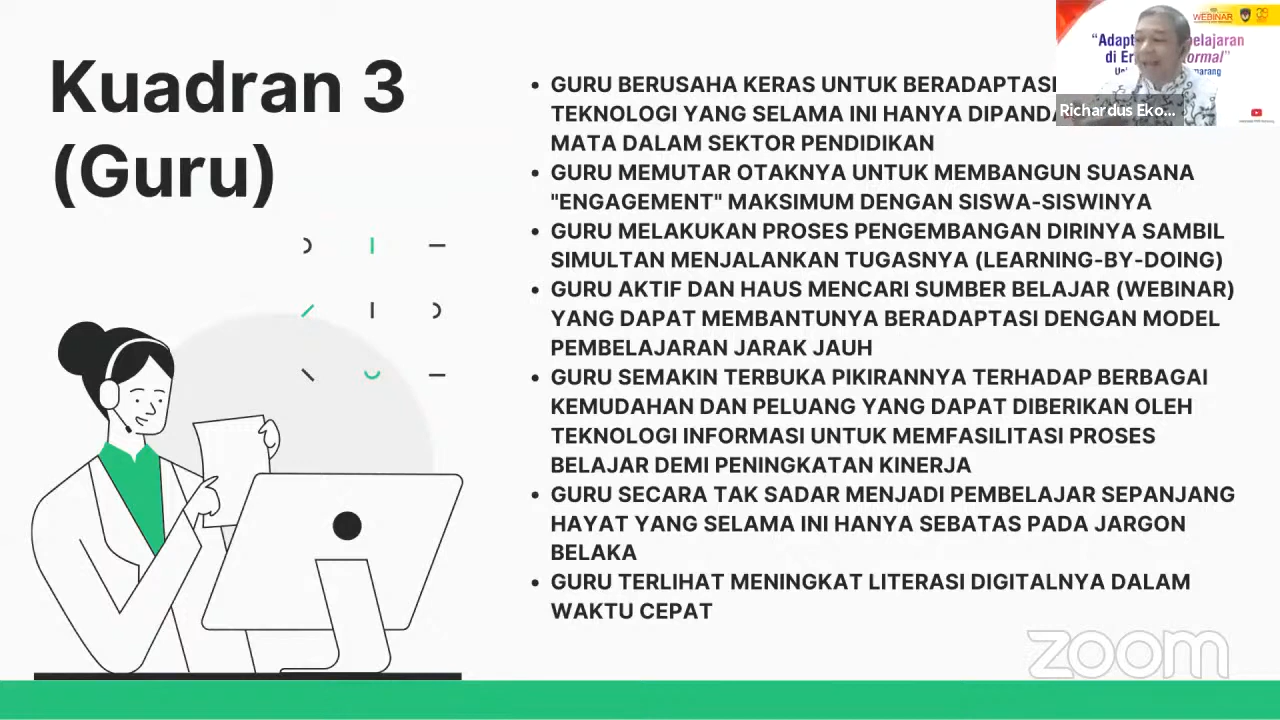 Kuadran 3
(Guru)
• GURU BERUSAHA KERAS UNTUK BERADAPTASI
TEKNOLOGI YANG SELAMA INI HANYA
MATA DALAM SEKTOR PENDIDIKAN
• GURU MEMUTAR OTAKNYA UNTUK MEMBANGUN SUASANA
"ENGAGEMENT" MAKSIMUM DENGAN SISWA-SISWINYA
• GURU MELAKUKAN PROSES PENGEMBANGAN DIRINYA SAMBIL
SIMULTAN MENJALANKAN TUGASNYA (LEARNING-BY-DOING)
• GURU AKTIF DAN HAUS MENCARI SUMBER BELAJAR (WEBINAR)
YANG DAPAT MEMBANTUNYA BERADAPTASI DENGAN MODEL
PEMBELAJARAN JARAK JAUH
• GURU SEMAKIN TERBUKA PIKIRANNYA TERHADAP BERBAGAI
KEMUDAHAN DAN PELUANG YANG DAPAT DIBERIKAN OLEH
TEKNOLOGI INFORMASI UNTUK MEMFASILITASI PROSES
BELAJAR DEMI PENINGKATAN KINERJA
• GURU SECARA TAK SADAR MENJADI PEMBELAJAR SEPANJANG
HAYAT YANG SELAMA INI HANYA SEBATAS PADA JARGON
BELAKA
• GURU TERLIHAT MENINGKAT LITERASI DIGITALNYA DALAM
WAKTU CEPAT
WEBINAR
di
Richardus Eko...
zoom